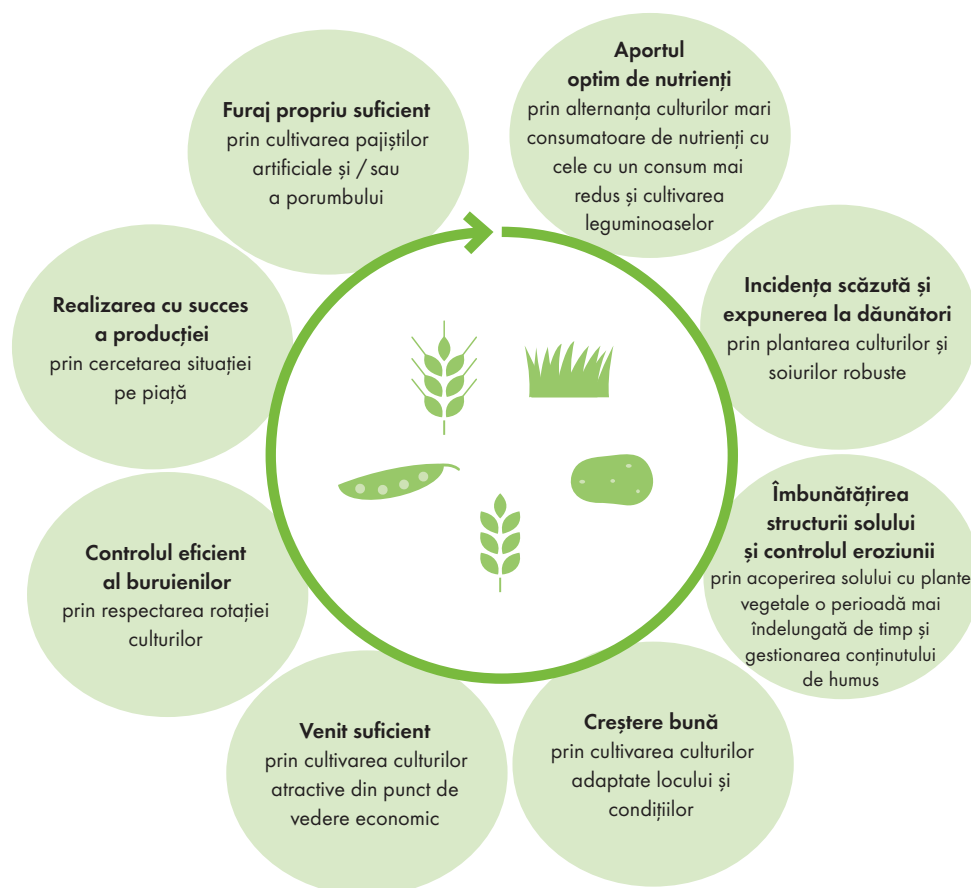 Aportul
optim de nutrienți
prin alternanța culturilor mari
consumatoare de nutrienți cu
cele cu un consum mai
redus și cultivarea
leguminoaselor
Incidența scăzută și
expunerea la dăunători
prin plantarea culturilor și
soiurilor robuste
Îmbunătățirea
structurii solului
și controlul eroziunii
prin acoperirea solului cu plante
vegetale o perioadă mai
îndelungată de timp și
gestionarea conținutului
de humus
Creștere bună
prin cultivarea culturilor
adaptate locului și
condițiilor
Venit suficient
prin cultivarea culturilor
atractive din punct de
vedere economic
Controlul eficient
al buruienilor
prin respectarea rotației
culturilor
Realizarea cu succes
a producției
prin cercetarea situației
pe piață
Furaj propriu suficient
prin cultivarea pajiștilor
artificiale și / sau
a porumbului